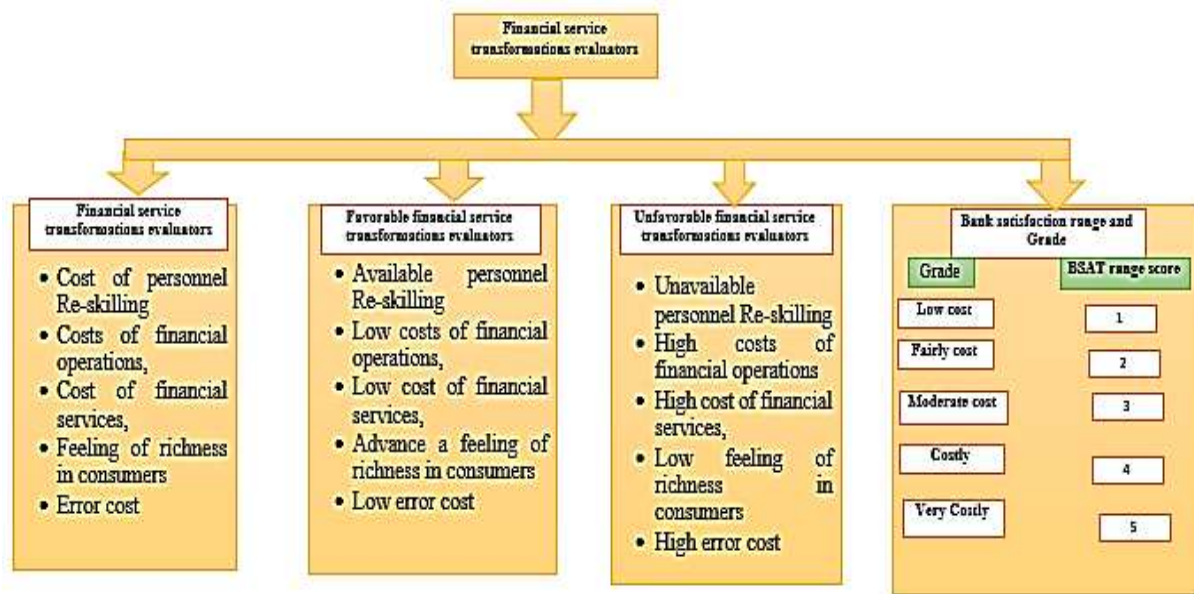 Financial service
transformations evaluators
Financial service
transformations evaluators
• Cost of personnel
Re-skilling
• Costs of financial
operations,
• Cost of financial
services,
• Feeling of richness
in consumers
• Error cost
Favorable financial service
transformations evaluators
• Available personnel
Re-skilling
• Low costs of financial
operations,
• Low cost of financial
services,
• Advance a feeling of
richness in consumers
• Low error cost
Unfavorable financial service
transformations evaluators
• Unavailable
personnel Re-skilling
• High costs of
financial operations
• High cost of financial
services,
• Low feeling of
richness in
consumers
• High error cost
Bank satisfaction range and
Grade
Grade BSAT range score
Low cost 1
Fairly cost 2
Moderate cost 3
Costly 4
Very Costly 5